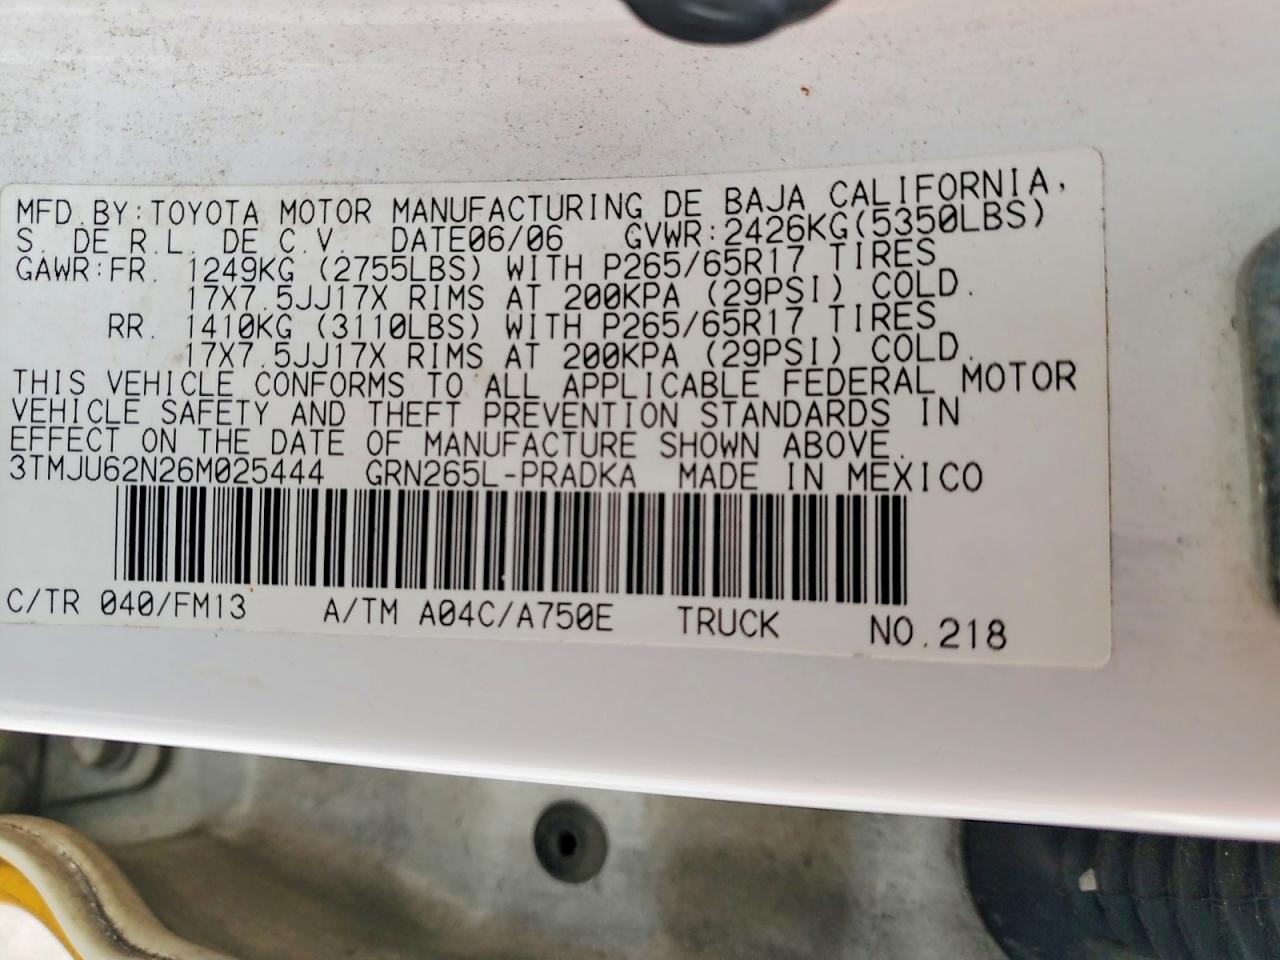 MFD.BY:TOYOTA MOTOR MANUFACTURING DE BAJA CALIFORNIA,
S. DE R.L. DE C.V. DATE06/06 GVWR:2426KG(5350LBS)
GAWR:FR. 1249KG (2755LBS) WITH P265/65R17 TIRES
17X7.5JJ17X RIMS AT 200KPA (29PSI) COLD.
RR. 1410KG (3110LBS) WITH P265/65R17 TIRES
17X7.5JJ17X RIMS AT 200KPA (29PSI) COLD.
THIS VEHICLE CONFORMS TO ALL APPLICABLE FEDERAL MOTOR
VEHICLE SAFETY AND THEFT PREVENTION STANDARDS IN
EFFECT ON THE DATE OF MANUFACTURE SHOWN ABOVE.
3TMJU62N26M025444 GRN265L-PRADKA MADE IN MEXICO
C/TR 040/FM13 A/TM A04C/A750E TRUCK NO.218